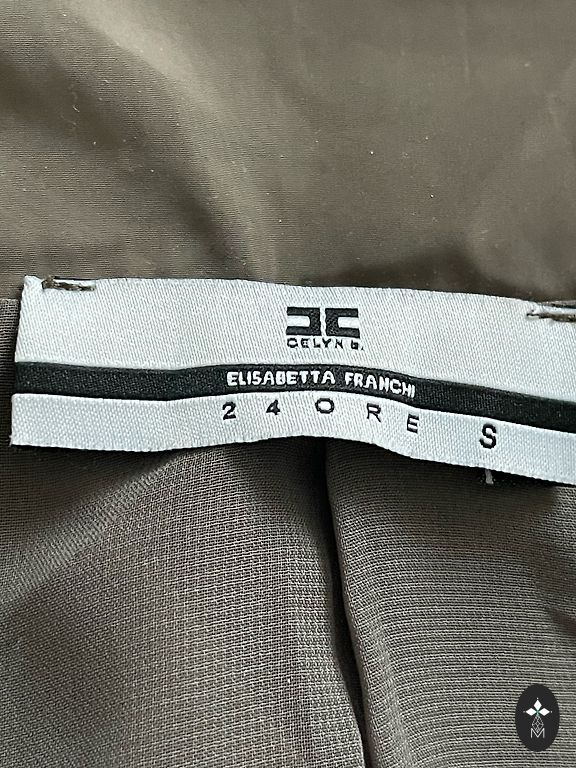 CELYN B.
ELISABETTA FRANCHI
24ORE S
M